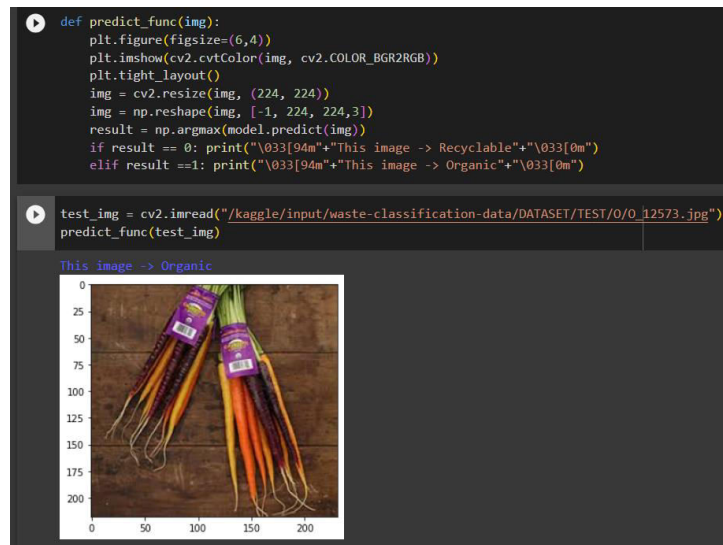 def predict_func(img):
    plt.figure(figsize=(6,4))
    plt.imshow(cv2.cvtColor(img, cv2.COLOR_BGR2RGB))
    plt.tight_layout()
    img = cv2.resize(img, (224, 224))
    img = np.reshape(img, [-1, 224, 224,3])
    result = np.argmax(model.predict(img))
    if result == 0: print("\033[94m"+"This image -> Recyclable"+"\033[0m")
    elif result ==1: print("\033[94m"+"This image -> Organic"+"\033[0m")
test_img = cv2.imread("/kaggle/input/waste-classification-data/DATASET/TEST/O/O_12573.jpg")
predict_func(test_img)
This image -> Organic
0
25
50
75
100
125
150
175
200
0 50 100 150 200